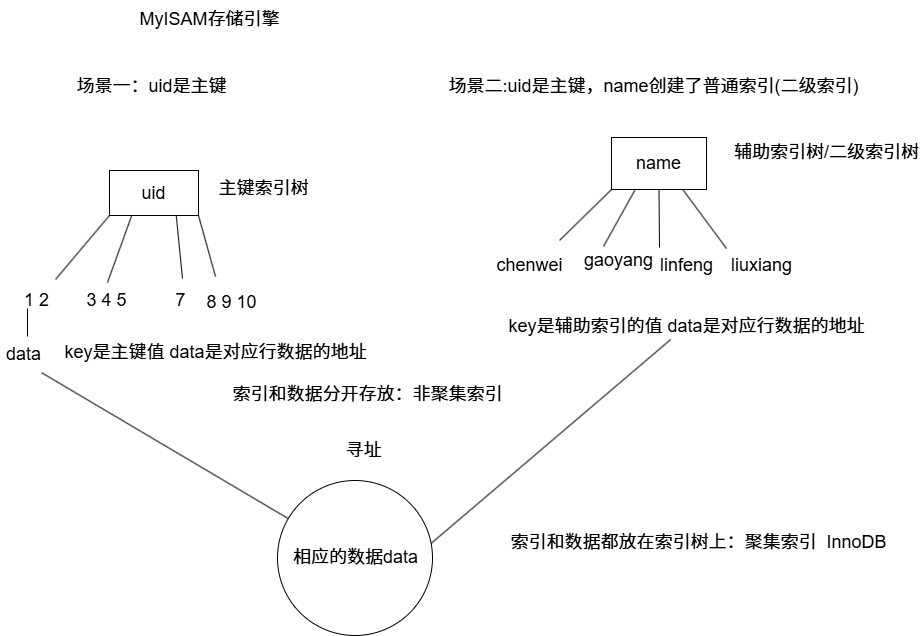 MyISAM存储引擎
场景一：uid是主键
场景二:uid是主键，name创建了普通索引(二级索引)
uid
主键索引树
name
辅助索引树/二级索引树
1 2
3 4 5
7
8 9 10
chenwei
gaoyang
linfeng
liuxiang
data
key是主键值 data是对应行数据的地址
key是辅助索引的值 data是对应行数据的地址
索引和数据分开存放：非聚集索引
寻址
相应的数据data
索引和数据都放在索引树上：聚集索引 InnoDB